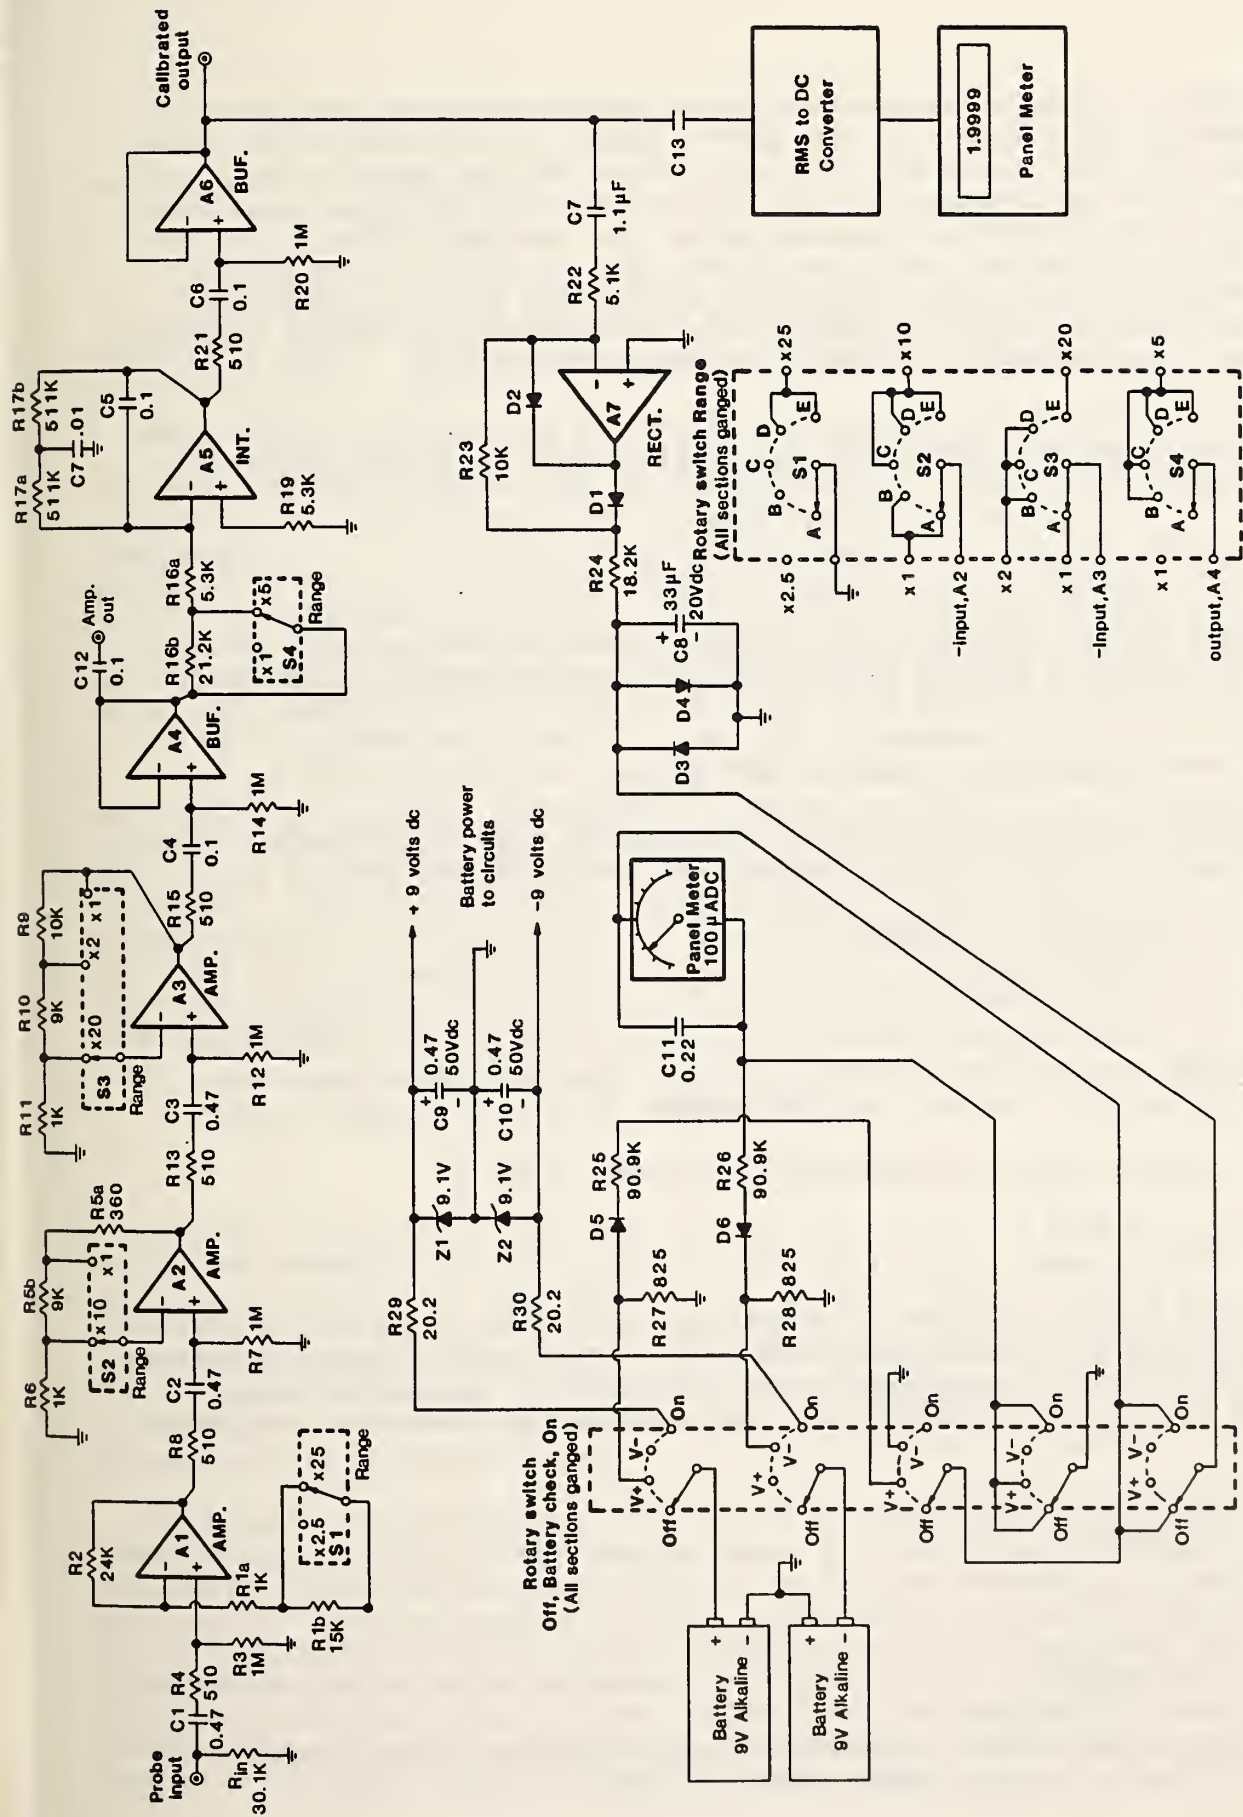 Probe
Input
Rin
30.1K
C1
0.47
R4
510
R3
1M
R2
24K
A1
-
+
AMP.
R1a
1K
R1b
15K
x2.5
x25
S1
Range
R8
510
C2
0.47
R7
1M
R6
1K
R5b
9K
R5a
360
x10
x1
S2
Range
A2
-
+
AMP.
R13
510
C3
0.47
R12
1M
R11
1K
R10
9K
R9
10K
x20
x2
x1
S3
Range
A3
-
+
AMP.
R15
510
C4
0.1
R14
1M
A4
-
+
BUF.
C12
0.1
Amp.
out
R16b
21.2K
x1
x5
S4
Range
R16a
5.3K
R17a
511K
R17b
511K
C7
.01
C5
0.1
A5
-
+
INT.
R19
5.3K
R21
510
C6
0.1
R20
1M
A6
-
+
BUF.
Calibrated
output
C13
RMS to DC
Converter
1.9999
Panel Meter
C7
1.1µF
R22
5.1K
R23
10K
D2
A7
-
+
RECT.
D1
R24
18.2K
C8
+
-
33µF
20Vdc
D4
D3
Rotary switch Range
(All sections ganged)
x2.5
x25
A
B
C
D
E
S1
x1
x10
-input,A2
A
B
C
D
E
S2
x2
x1
x20
-Input,A3
A
B
C
D
E
S3
x1
x5
output,A4
A
B
C
D
E
S4
+ 9 volts dc
Battery power
to circuits
-9 volts dc
R29
20.2
R30
20.2
Z1
9.1V
Z2
9.1V
C9
+
-
0.47
50Vdc
C10
+
-
0.47
50Vdc
Panel Meter
100 µ ADC
C11
0.22
D5
R25
90.9K
D6
R26
90.9K
R27
825
R28
825
Rotary switch
Off, Battery check, On
(All sections ganged)
Off
V+
V-
On
Off
V+
V-
On
Off
V+
V-
On
Off
V+
V-
On
Off
V+
V-
On
+
-
Battery
9V Alkaline
+
-
Battery
9V Alkaline